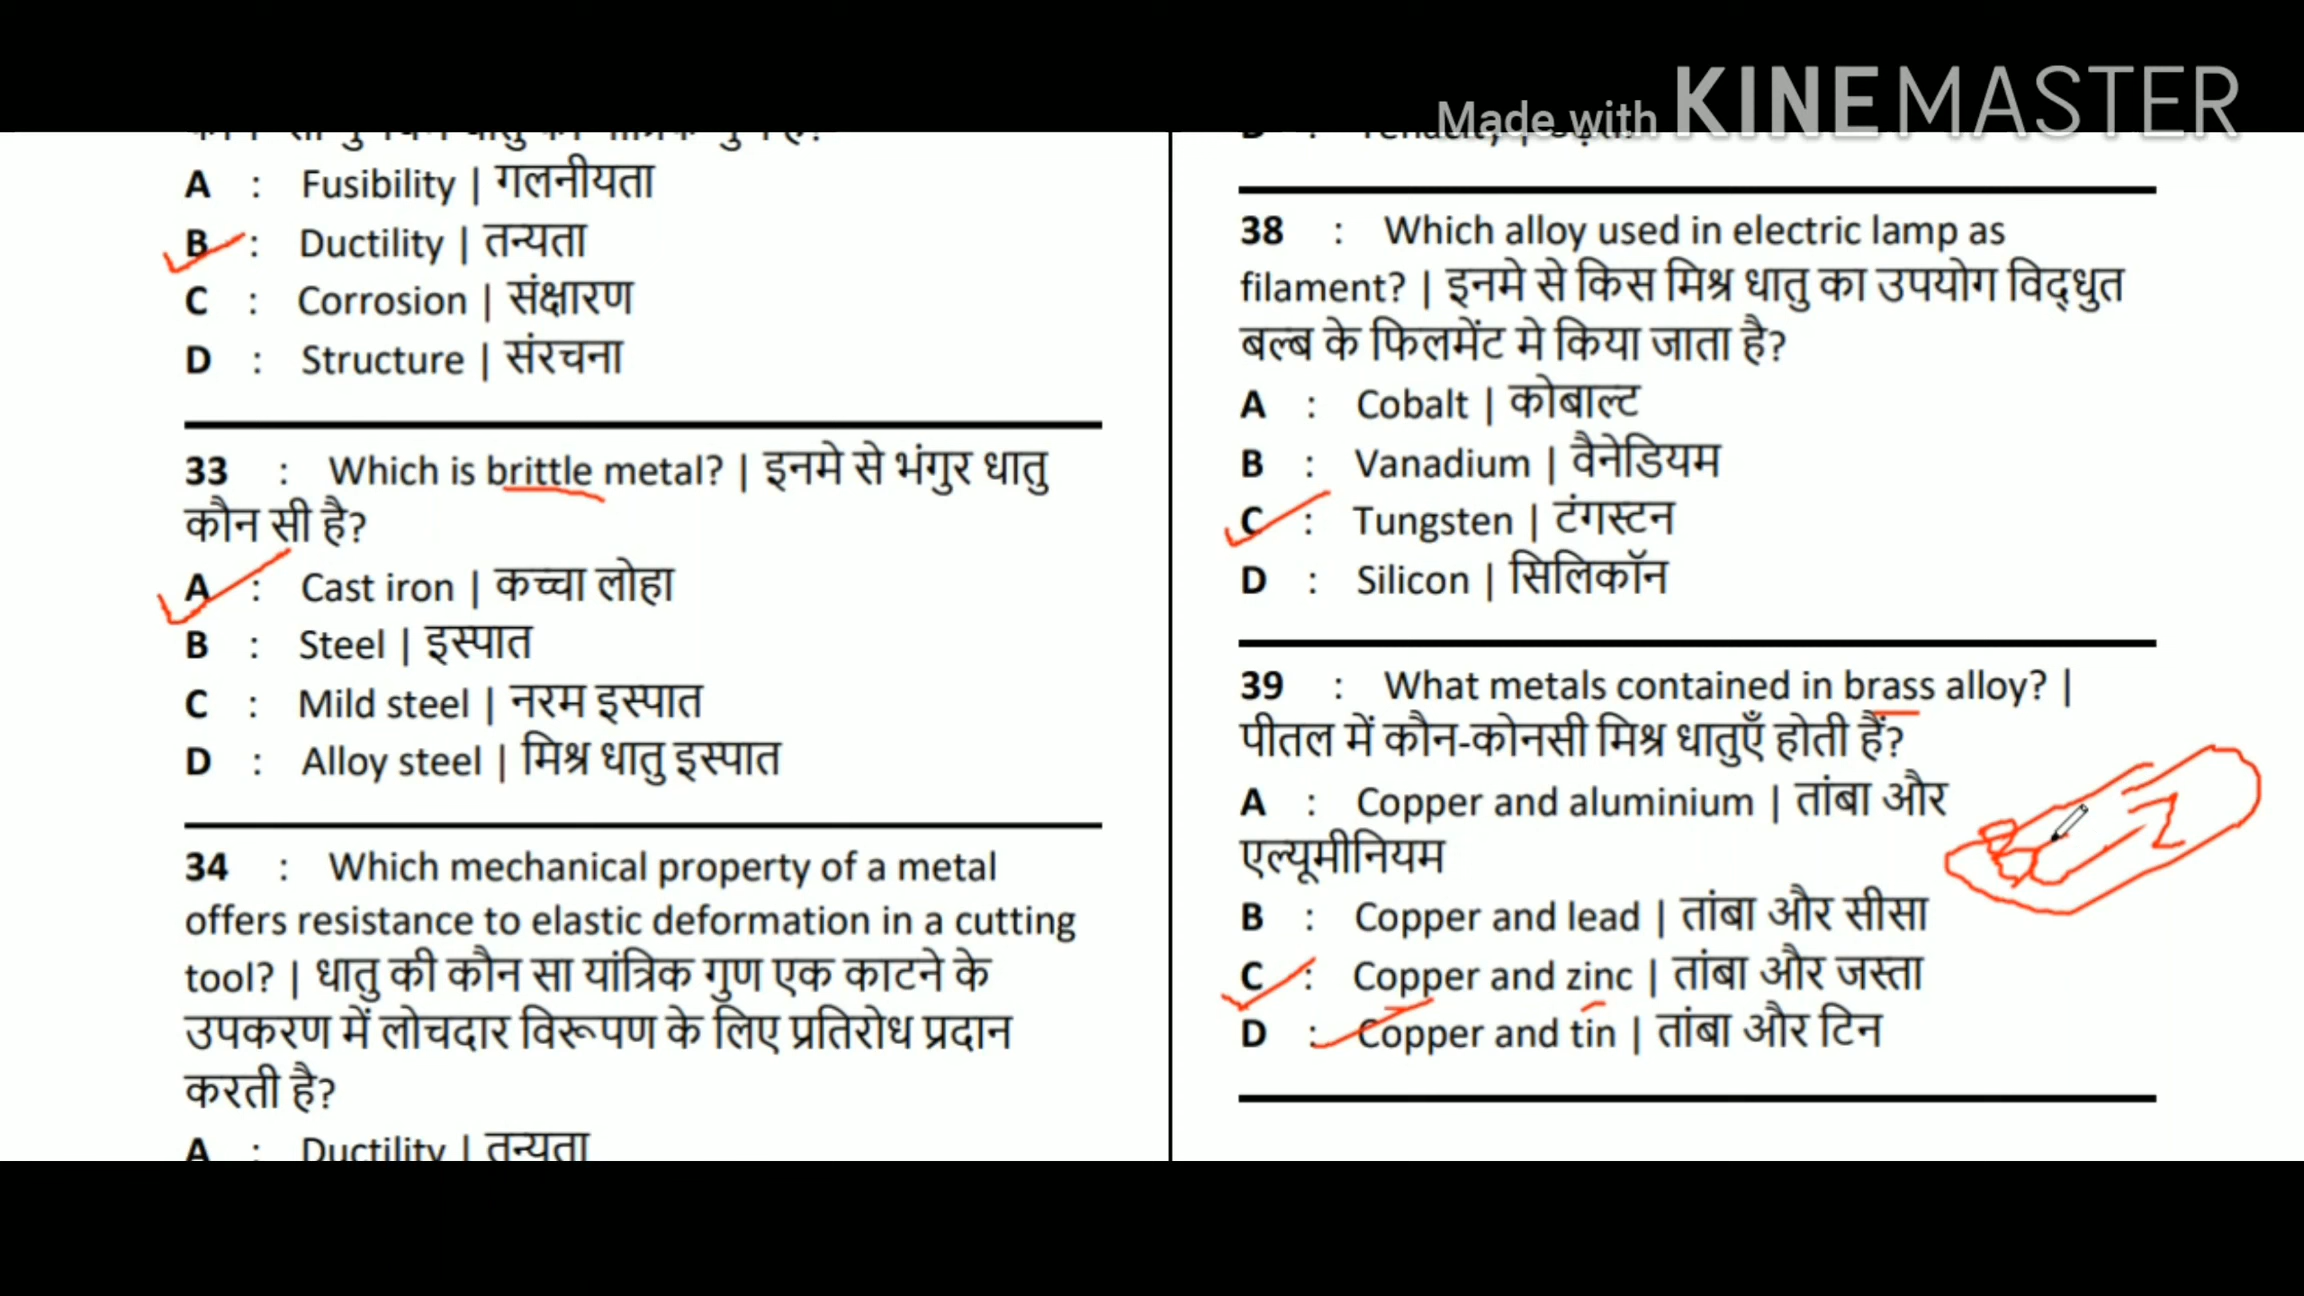 Made with KINEMASTER
A : Fusibility | गलनीयता
B : Ductility | तन्यता
C : Corrosion | संक्षारण
D : Structure | संरचना
33 : Which is brittle metal? | इनमे से भंगुर धातु
कौन सी है?
A : Cast iron | कच्चा लोहा
B : Steel | इस्पात
C : Mild steel | नरम इस्पात
D : Alloy steel | मिश्र धातु इस्पात
34 : Which mechanical property of a metal
offers resistance to elastic deformation in a cutting
tool? | धातु की कौन सा यांत्रिक गुण एक काटने के
उपकरण में लोचदार विरूपण के लिए प्रतिरोध प्रदान
करती है?
A : Ductility | तन्यता
38 : Which alloy used in electric lamp as
filament? | इनमे से किस मिश्र धातु का उपयोग विद्धुत
बल्ब के फिलमेंट मे किया जाता है?
A : Cobalt | कोबाल्ट
B : Vanadium | वैनेडियम
C : Tungsten | टंगस्टन
D : Silicon | सिलिकॉन
39 : What metals contained in brass alloy? |
पीतल में कौन-कोनसी मिश्र धातुएँ होती हैं?
A : Copper and aluminium | तांबा और
एल्यूमीनियम
B : Copper and lead | तांबा और सीसा
C : Copper and zinc | तांबा और जस्ता
D : Copper and tin | तांबा और टिन